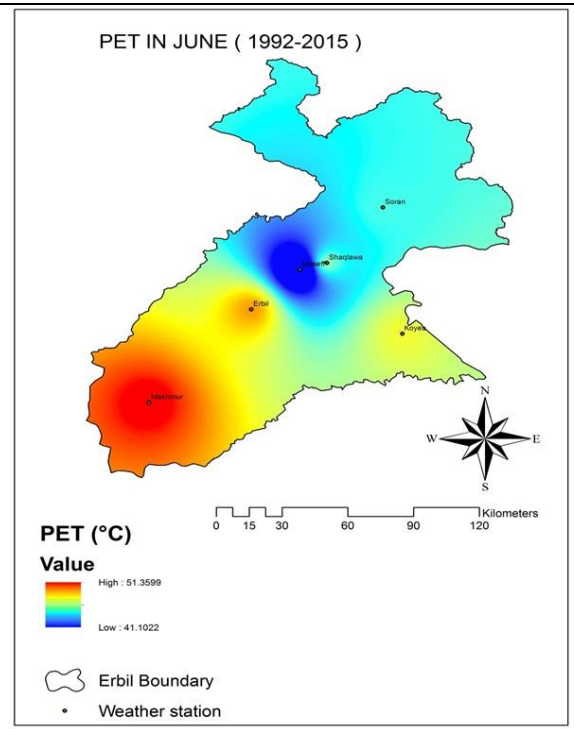 PET IN JUNE ( 1992-2015 )
Soran
Shaqlawa
Erbil
Koyea
Makhmur
N
W E
S
Kilometers
0 15 30 60 90 120
PET (°C)
Value
High : 51.3599
Low : 41.1022
Erbil Boundary
Weather station